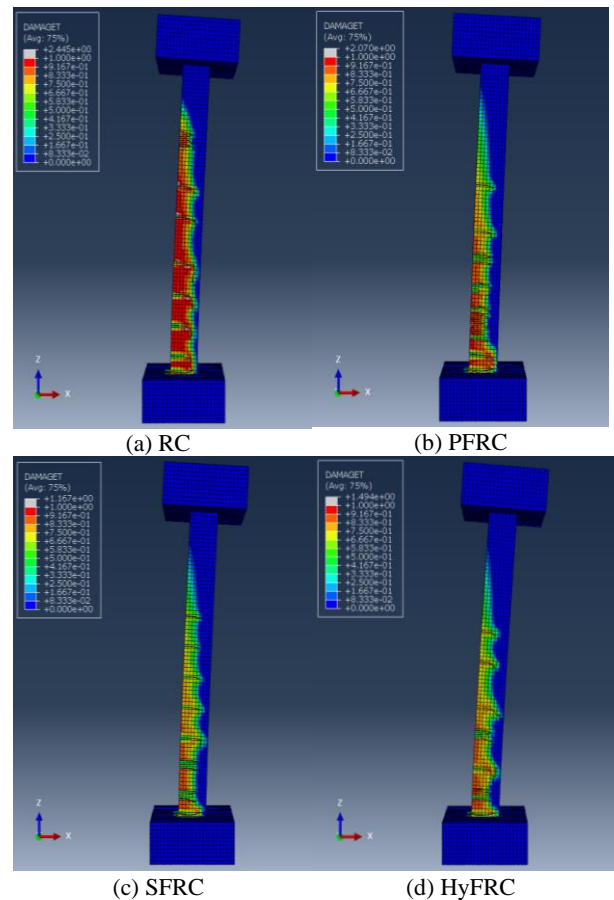 DAMAGET
(Avg: 75%)
+2.445e+00
+1.000e+00
+9.167e-01
+8.333e-01
+7.500e-01
+6.667e-01
+5.833e-01
+5.000e-01
+4.167e-01
+3.333e-01
+2.500e-01
+1.667e-01
+8.333e-02
+0.000e+00
Z
X
(a) RC
DAMAGET
(Avg: 75%)
+2.070e+00
+1.000e+00
+9.167e-01
+8.333e-01
+7.500e-01
+6.667e-01
+5.833e-01
+5.000e-01
+4.167e-01
+3.333e-01
+2.500e-01
+1.667e-01
+8.333e-02
+0.000e+00
Z
X
(b) PFRC
DAMAGET
(Avg: 75%)
+1.167e+00
+1.000e+00
+9.167e-01
+8.333e-01
+7.500e-01
+6.667e-01
+5.833e-01
+5.000e-01
+4.167e-01
+3.333e-01
+2.500e-01
+1.667e-01
+8.333e-02
+0.000e+00
Z
X
(c) SFRC
DAMAGET
(Avg: 75%)
+1.494e+00
+1.000e+00
+9.167e-01
+8.333e-01
+7.500e-01
+6.667e-01
+5.833e-01
+5.000e-01
+4.167e-01
+3.333e-01
+2.500e-01
+1.667e-01
+8.333e-02
+0.000e+00
Z
X
(d) HyFRC